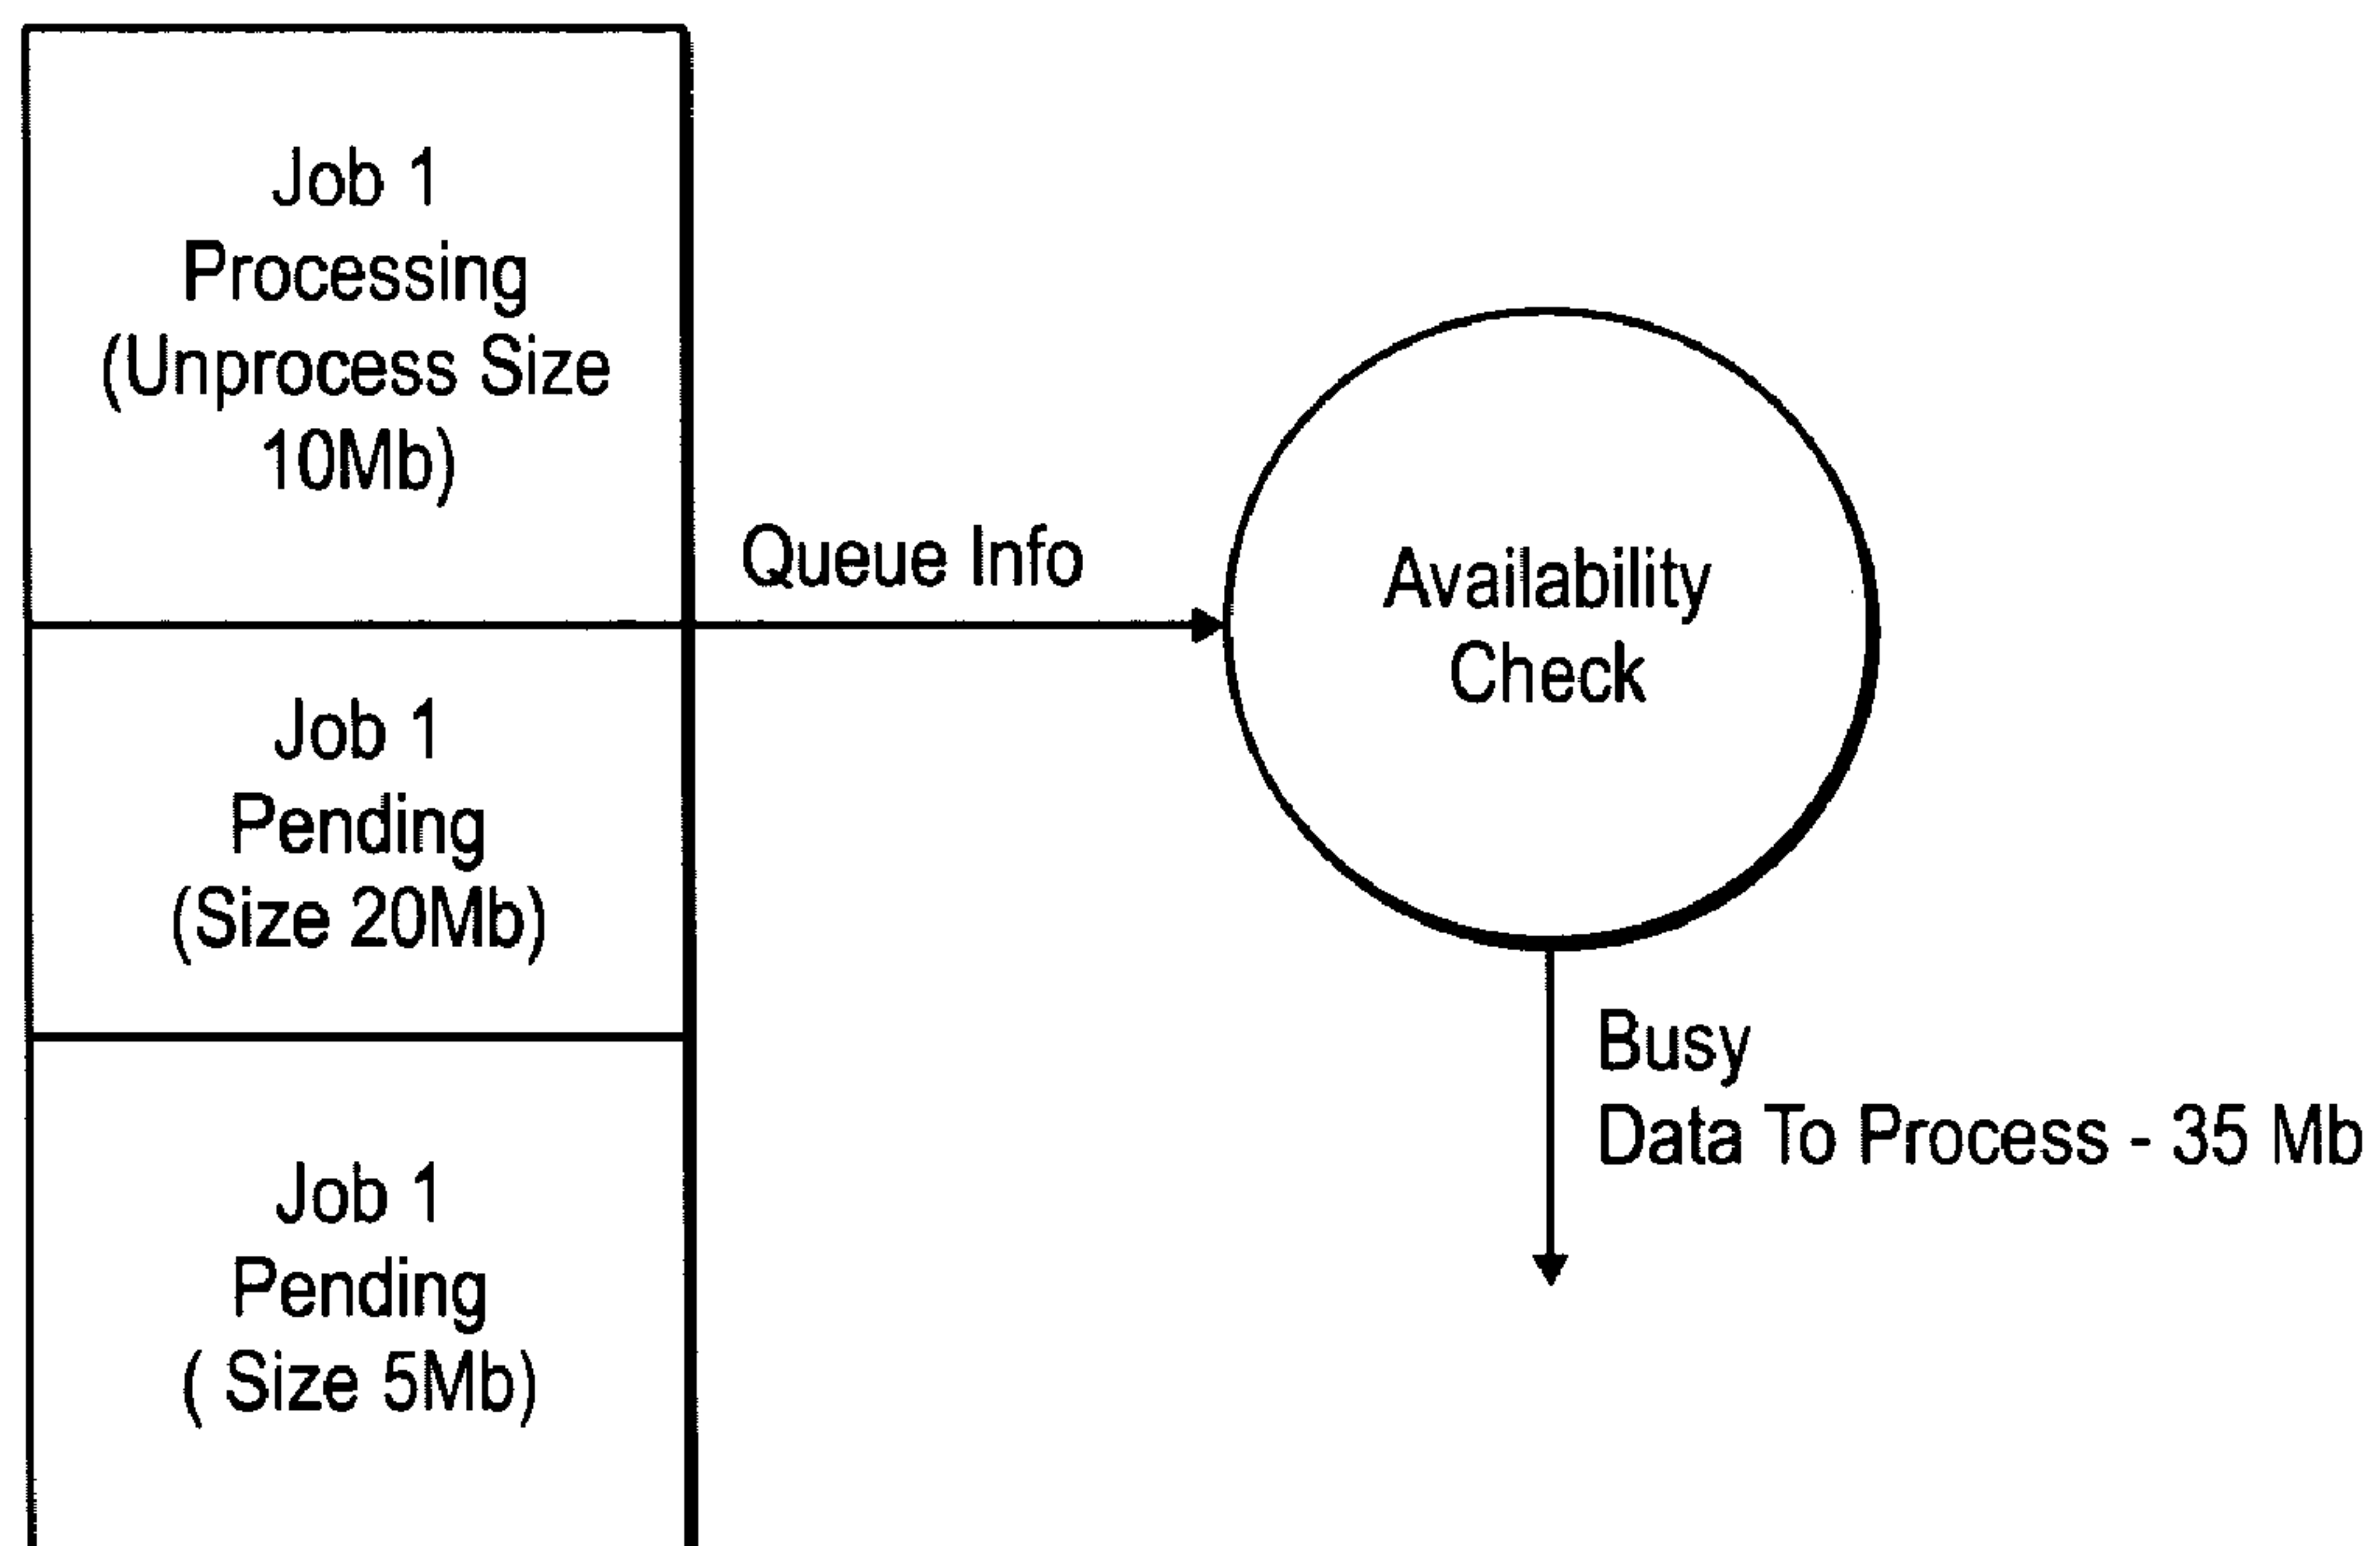 Job 1
Processing
(Unprocess Size
10Mb)
Queue Info
Availability
Check
Job 1
Pending
(Size 20Mb)
Busy
Data To Process - 35 Mb
Job 1
Pending
( Size 5Mb)